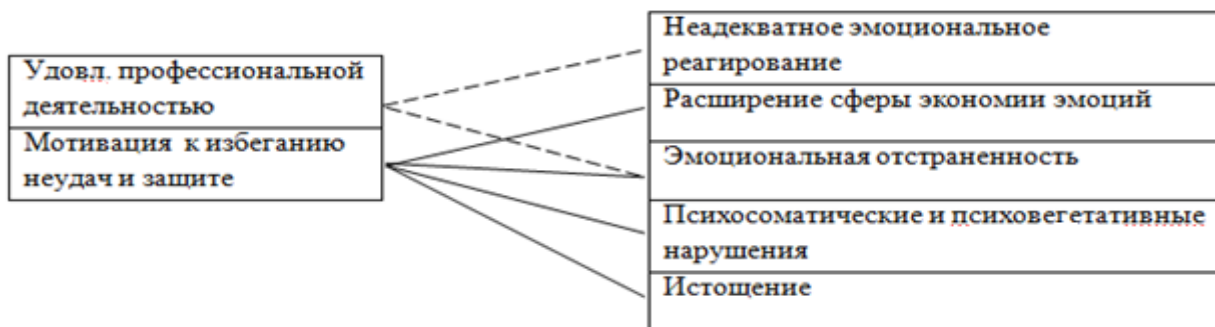 Удовл. профессиональной
деятельностью
Мотивация к избеганию
неудач и защите
Неадекватное эмоциональное
реагирование
Расширение сферы экономии эмоций
Эмоциональная отстраненность
Психосоматические и психовегетативные
нарушения
Истощение